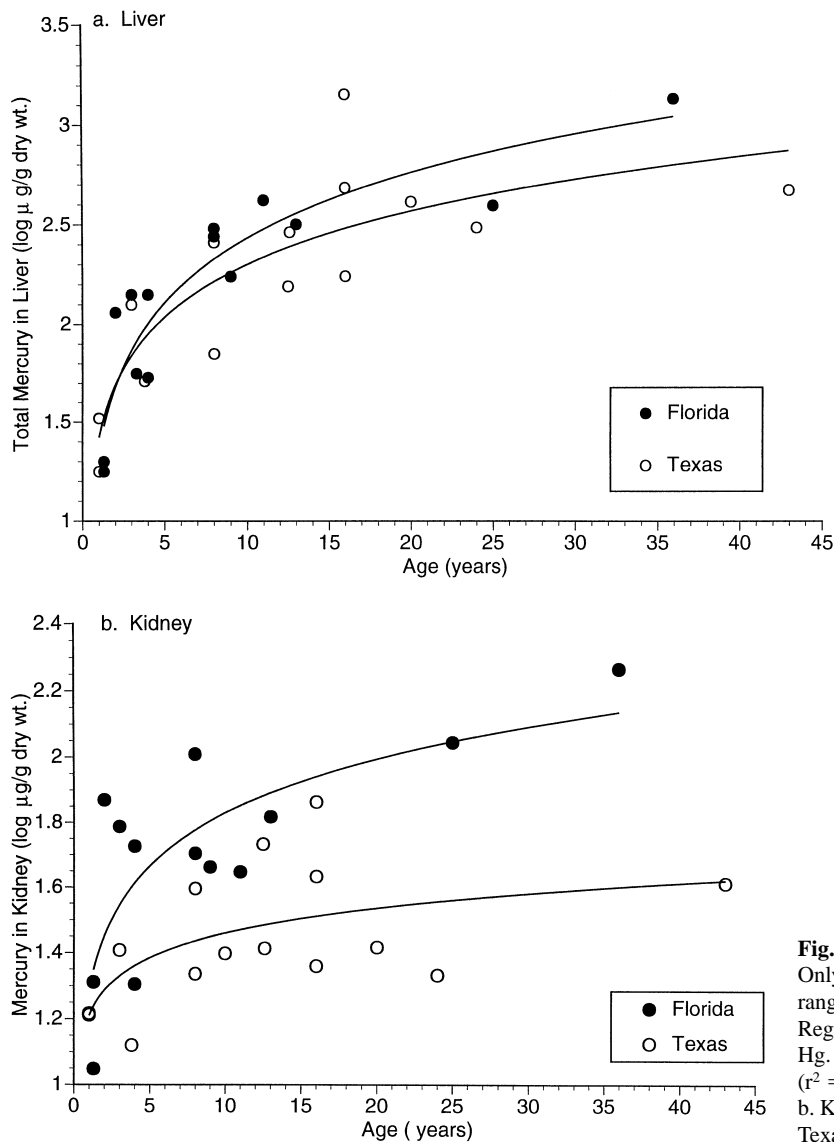 a. Liver
3.5
3
2.5
2
1.5
1
Total Mercury in Liver (log μ g/g dry wt.)
Florida
Texas
0 5 10 15 20 25 30 35 40 45
Age (years)
b. Kidney
2.4
2.2
2
1.8
1.6
1.4
1.2
1
Mercury in Kidney (log μg/g dry wt.)
Florida
Texas
0 5 10 15 20 25 30 35 40 45
Age ( years)
Fig.
Only
rang
Reg
Hg.
(r² =
b. K
Texa